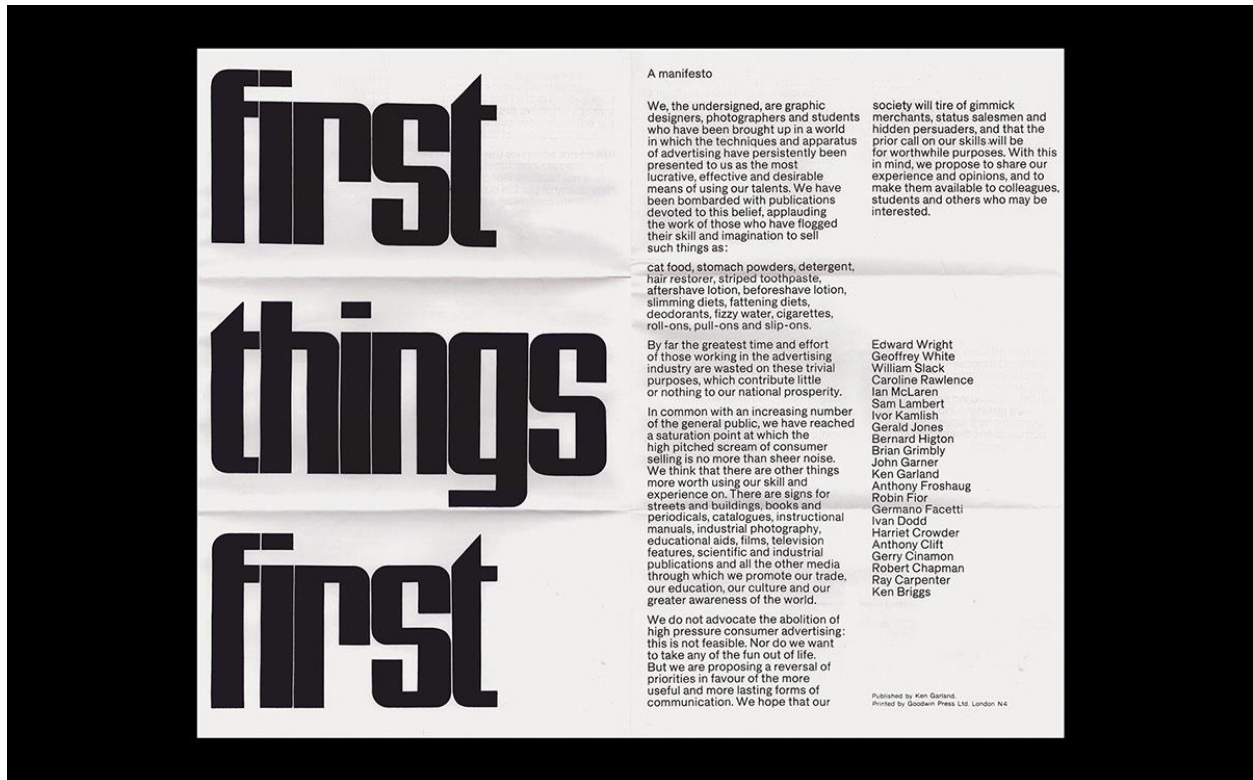 first
things
first
A manifesto
We, the undersigned, are graphic
designers, photographers and students
who have been brought up in a world
in which the techniques and apparatus
of advertising have persistently been
presented to us as the most
lucrative, effective and desirable
means of using our talents. We have
been bombarded with publications
devoted to this belief, applauding
the work of those who have flogged
their skill and imagination to sell
such things as:
cat food, stomach powders, detergent,
hair restorer, striped toothpaste,
aftershave lotion, beforeshave lotion,
slimming diets, fattening diets,
deodorants, fizzy water, cigarettes,
roll-ons, pull-ons and slip-ons.
By far the greatest time and effort
of those working in the advertising
industry are wasted on these trivial
purposes, which contribute little
or nothing to our national prosperity.
In common with an increasing number
of the general public, we have reached
a saturation point at which the
high pitched scream of consumer
selling is no more than sheer noise.
We think that there are other things
more worth using our skill and
experience on. There are signs for
streets and buildings, books and
periodicals, catalogues, instructional
manuals, industrial photography,
educational aids, films, television
features, scientific and industrial
publications and all the other media
through which we promote our trade,
our education, our culture and our
greater awareness of the world.
We do not advocate the abolition of
high pressure consumer advertising:
this is not feasible. Nor do we want
to take any of the fun out of life.
But we are proposing a reversal of
priorities in favour of the more
useful and more lasting forms of
communication. We hope that our
society will tire of gimmick
merchants, status salesmen and
hidden persuaders, and that the
prior call on our skills will be
for worthwhile purposes. With this
in mind, we propose to share our
experience and opinions, and to
make them available to colleagues,
students and others who may be
interested.
Edward Wright
Geoffrey White
William Slack
Caroline Rawlence
Ian McLaren
Sam Lambert
Ivor Kamlish
Gerald Jones
Bernard Higton
Brian Grimbly
John Garner
Ken Garland
Anthony Froshaug
Robin Fior
Germano Facetti
Ivan Dodd
Harriet Crowder
Anthony Clift
Gerry Cinamon
Robert Chapman
Ray Carpenter
Ken Briggs
Published by Ken Garland.
Printed by Goodwin Press Ltd. London N4